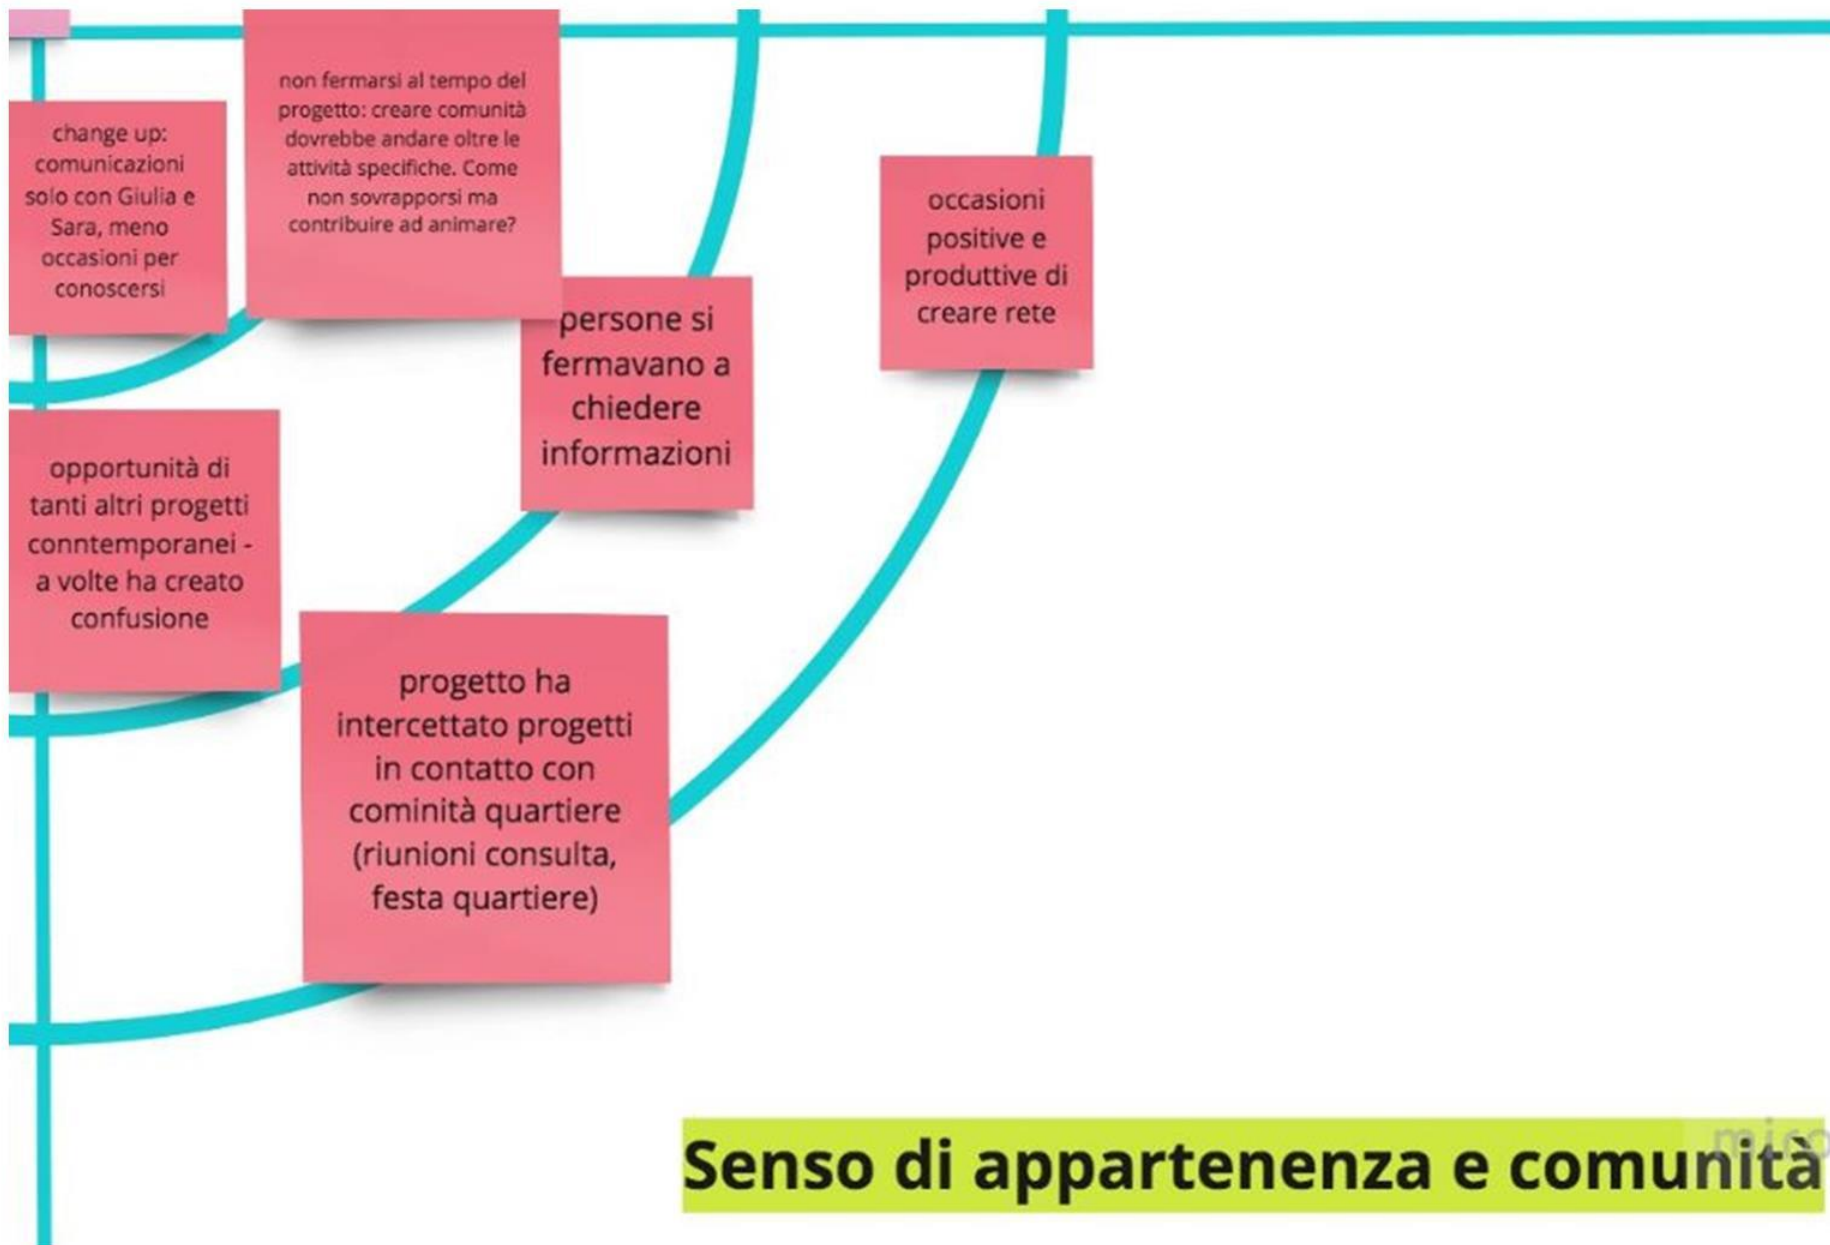 non fermarsi al tempo del
progetto: creare comunità
dovrebbe andare oltre le
attività specifiche. Come
non sovrapporsi ma
contribuire ad animare?
change up:
comunicazioni
solo con Giulia e
Sara, meno
occasioni per
conoscersi
occasioni
positive e
produttive di
creare rete
persone si
fermavano a
chiedere
informazioni
opportunità di
tanti altri progetti
conntemporanei -
a volte ha creato
confusione
progetto ha
intercettato progetti
in contatto con
cominità quartiere
(riunioni consulta,
festa quartiere)
Senso di appartenenza e comunità
miro